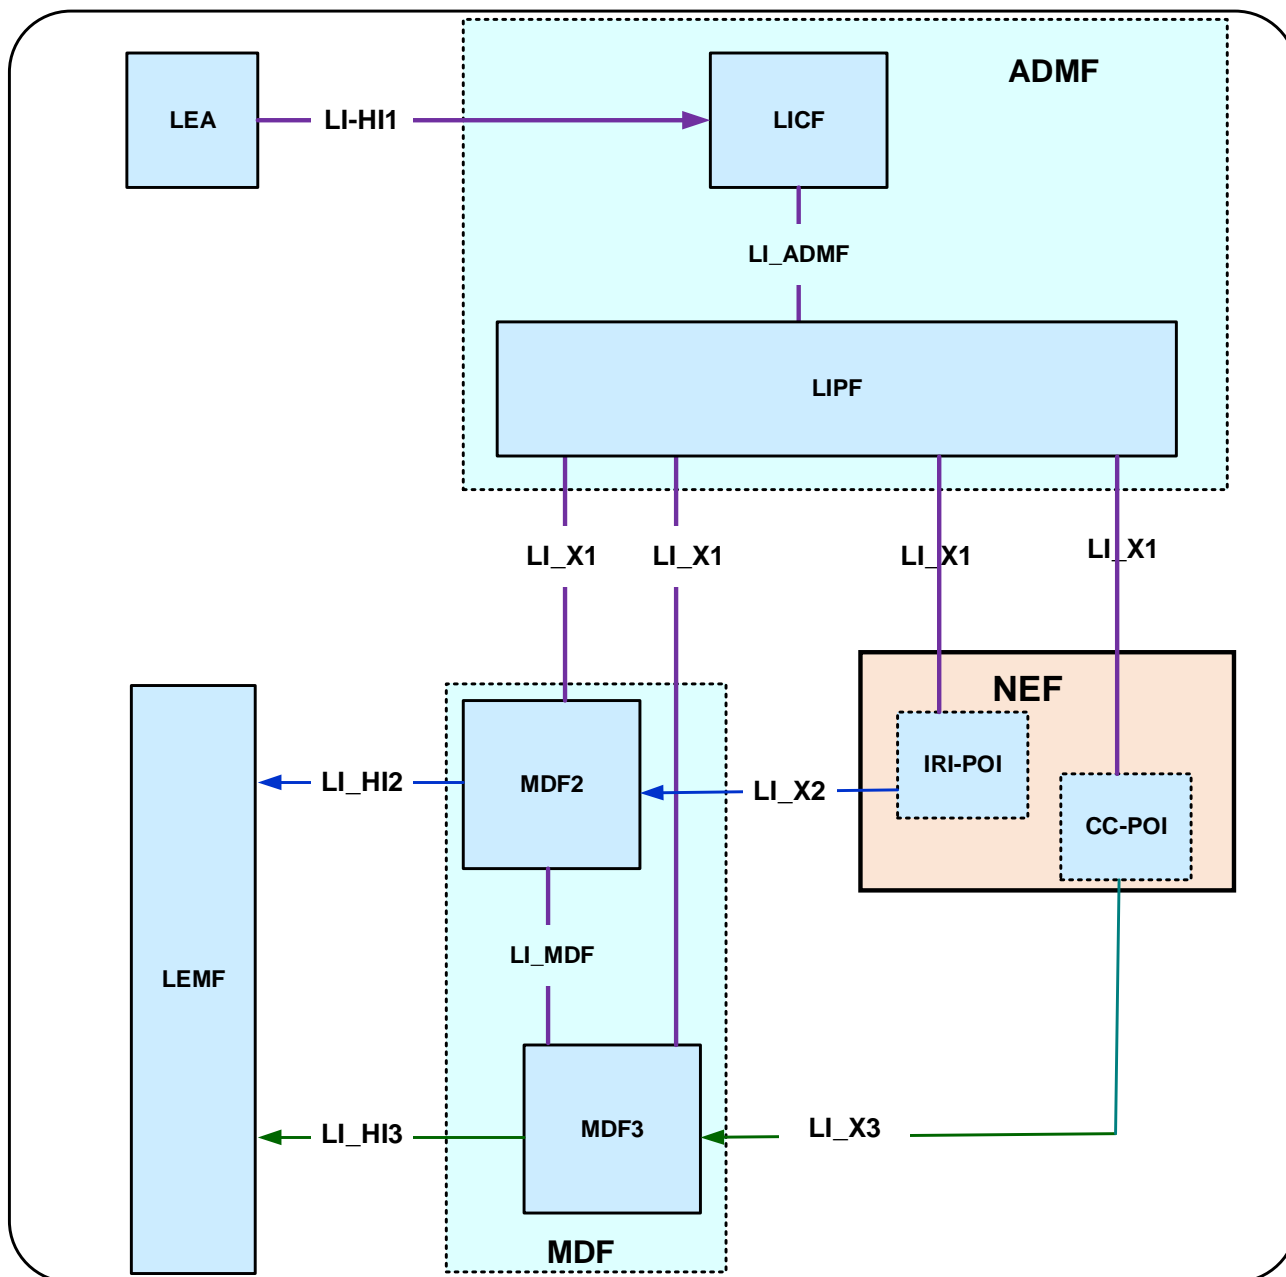 ADMF
LEA
LI-HI1
LICF
LI_ADMF
LIPF
LI_X1
LI_X1
LI_X1
LI_X1
NEF
IRI-POI
MDF2
LI_HI2
LI_X2
CC-POI
LI_MDF
LEMF
MDF3
LI_HI3
LI_X3
MDF